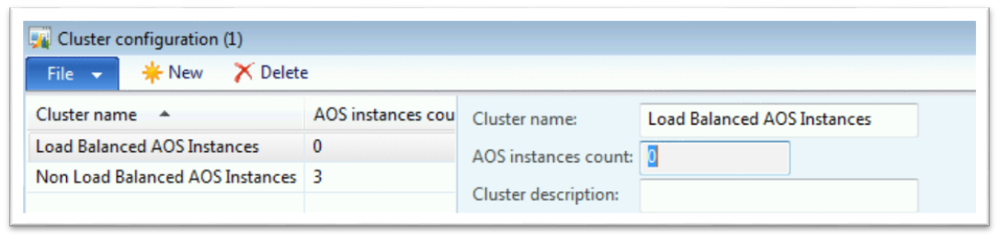 Cluster configuration (1)
File New Delete
Cluster name AOS instances cou
Load Balanced AOS Instances 0
Non Load Balanced AOS Instances 3
Cluster name: Load Balanced AOS Instances
AOS instances count: 0
Cluster description: